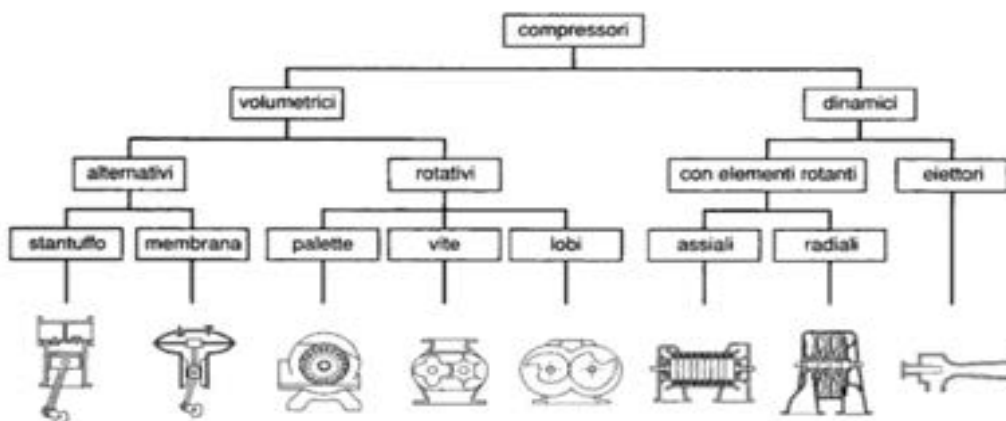 compressori
volumetrici
dinamici
alternativi
rotativi
con elementi rotanti
eiettori
stantuffo
membrana
palette
vite
lobi
assiali
radiali